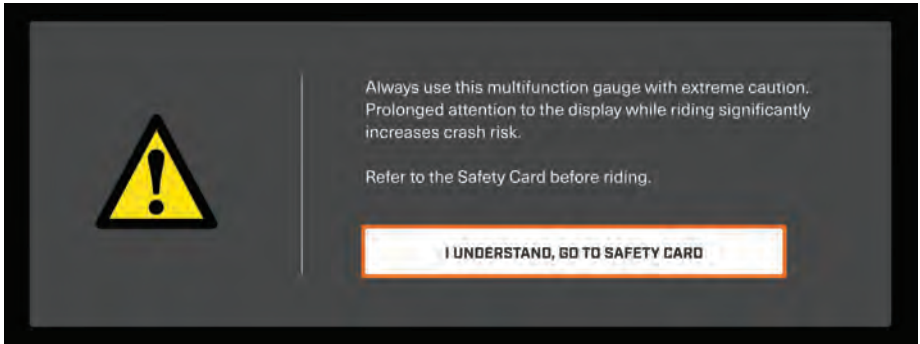 Always use this multifunction gauge with extreme caution.
Prolonged attention to the display while riding significantly
increases crash risk.
Refer to the Safety Card before riding.
I UNDERSTAND, GO TO SAFETY CARD